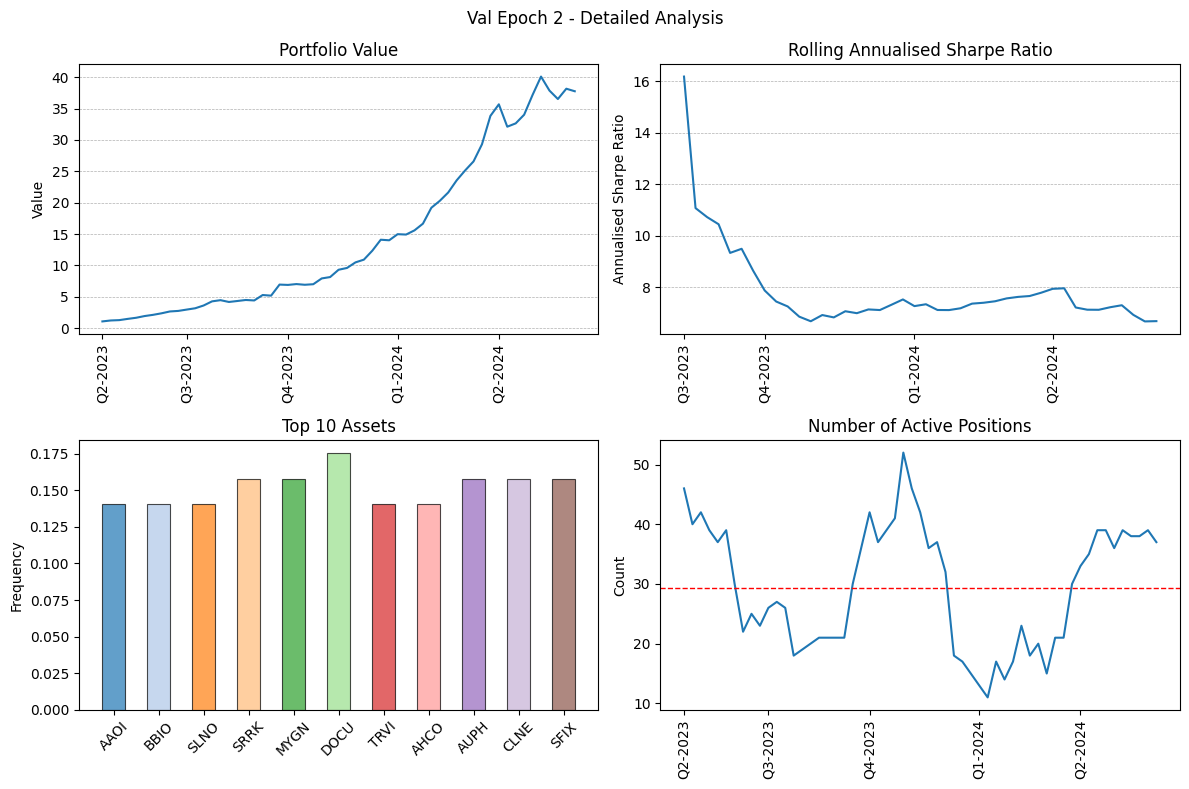 Val Epoch 2 - Detailed Analysis
Portfolio Value
Value
40
35
30
25
20
15
10
5
0
Q2-2023
Q3-2023
Q4-2023
Q1-2024
Q2-2024
Rolling Annualised Sharpe Ratio
Annualised Sharpe Ratio
16
14
12
10
8
Q3-2023
Q4-2023
Q1-2024
Q2-2024
Top 10 Assets
Frequency
0.175
0.150
0.125
0.100
0.075
0.050
0.025
0.000
AAOI
BBIO
SLNO
SRRK
MYGN
DOCU
TRVI
AHCO
AUPH
CLNE
SFIX
Number of Active Positions
Count
50
40
30
20
10
Q2-2023
Q3-2023
Q4-2023
Q1-2024
Q2-2024